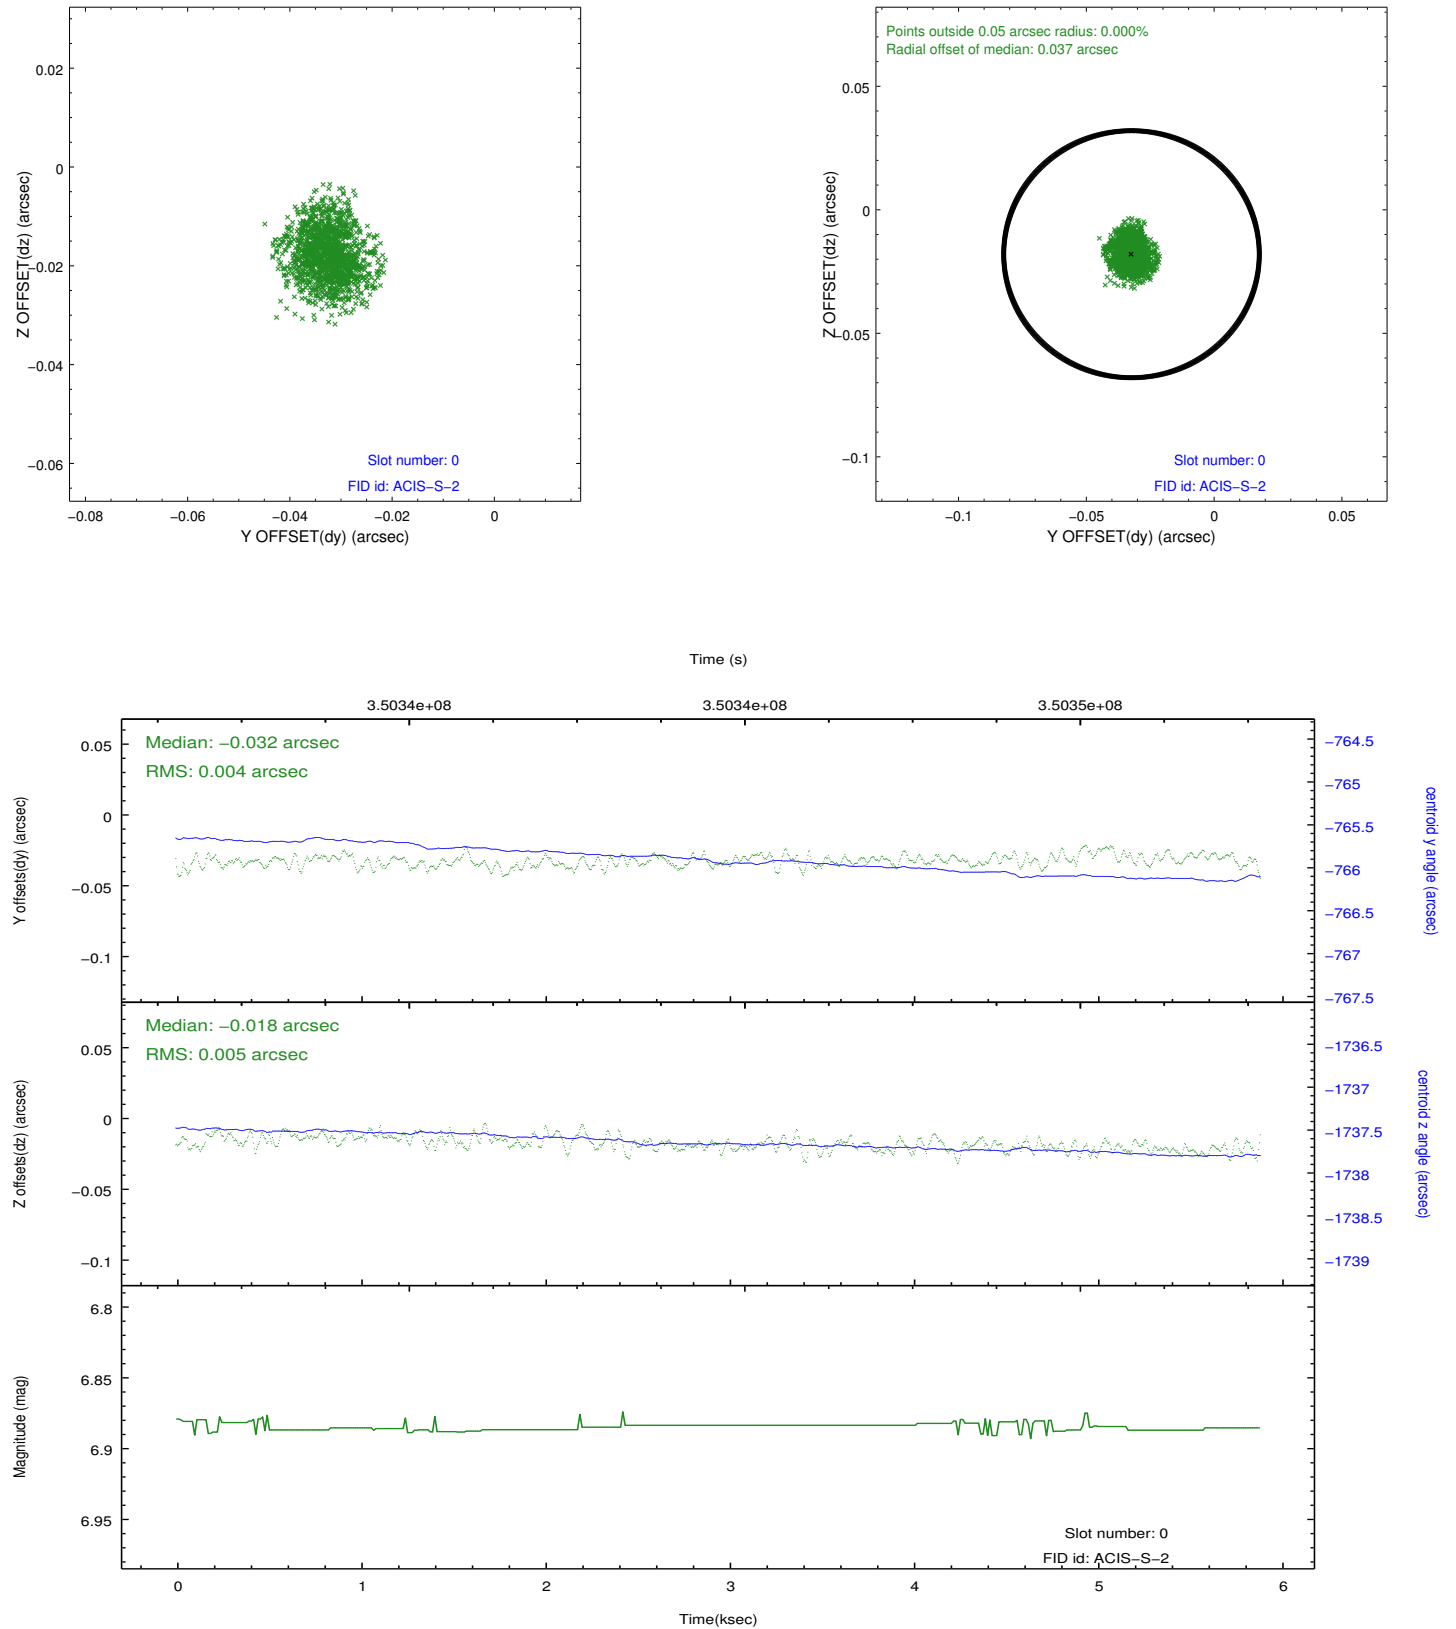 0.02
0
−0.02
−0.04
−0.06
Z OFFSET(dz) (arcsec)
Slot number: 0
FID id: ACIS−S−2
−0.08
−0.06
−0.04
−0.02
0
Y OFFSET(dy) (arcsec)
Points outside 0.05 arcsec radius: 0.000%
Radial offset of median: 0.037 arcsec
0.05
0
−0.05
−0.1
Z OFFSET(dz) (arcsec)
Slot number: 0
FID id: ACIS−S−2
−0.1
−0.05
0
0.05
Y OFFSET(dy) (arcsec)
Time (s)
3.5034e+08
3.5034e+08
3.5035e+08
Median: −0.032 arcsec
RMS: 0.004 arcsec
0.05
0
−0.05
−0.1
Y offsets(dy) (arcsec)
−764.5
−765
−765.5
−766
−766.5
−767
−767.5
centroid y angle (arcsec)
Median: −0.018 arcsec
RMS: 0.005 arcsec
0.05
0
−0.05
−0.1
Z offsets(dz) (arcsec)
−1736.5
−1737
−1737.5
−1738
−1738.5
−1739
centroid z angle (arcsec)
6.8
6.85
6.9
6.95
Magnitude (mag)
Slot number: 0
FID id: ACIS−S−2
0
1
2
3
4
5
6
Time(ksec)